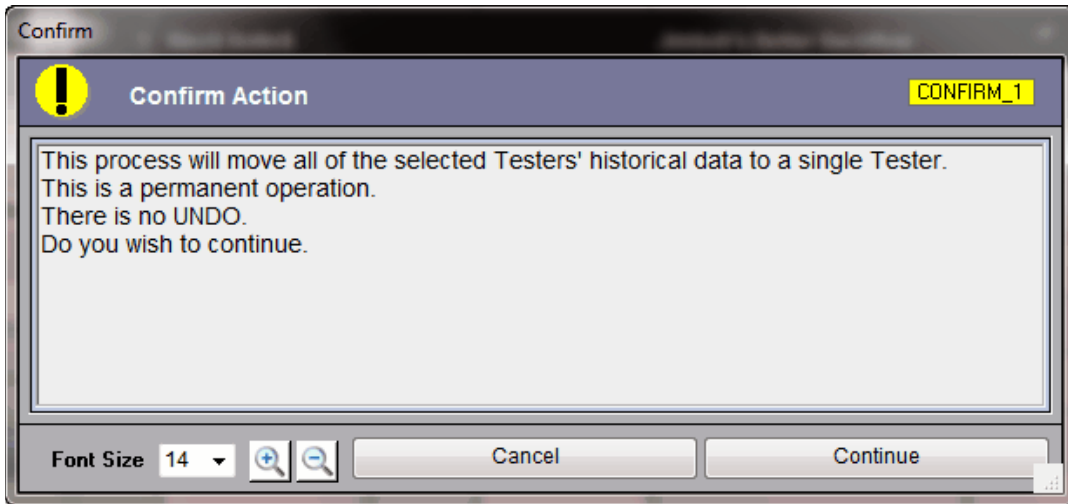 Confirm
Confirm Action
CONFIRM_1
This process will move all of the selected Testers' historical data to a single Tester.
This is a permanent operation.
There is no UNDO.
Do you wish to continue.
Font Size 14 Cancel Continue